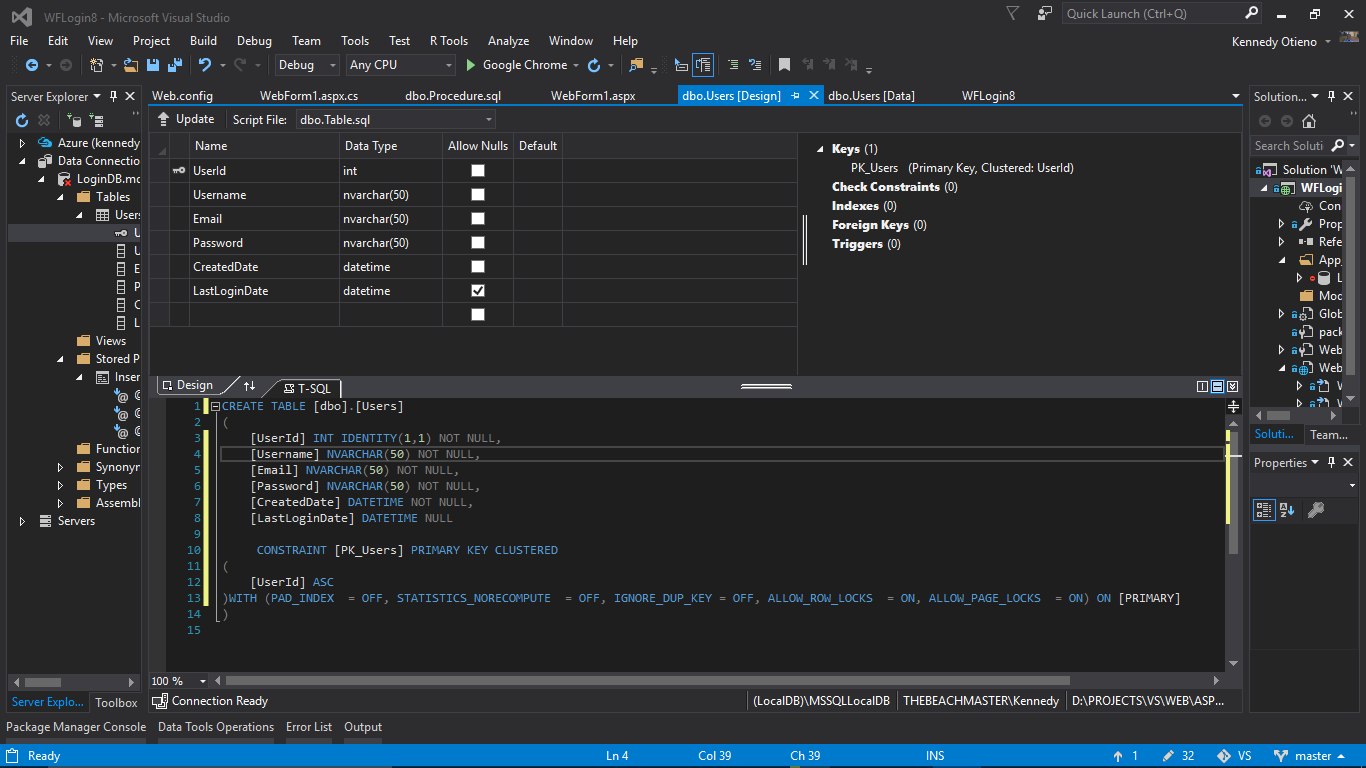 WFLogin8 - Microsoft Visual Studio
Quick Launch (Ctrl+Q)
File Edit View Project Build Debug Team Tools Test R Tools Analyze Window Help
Kennedy Otieno
Debug Any CPU Google Chrome
Server Explorer
Web.config WebForm1.aspx.cs dbo.Procedure.sql WebForm1.aspx dbo.Users [Design] dbo.Users [Data] WFLogin8
Solution...
Update Script File: dbo.Table.sql
Search Soluti
Azure (kennedy
Data Connectio
LoginDB.mc
Tables
Users
U
U
E
P
C
L
Views
Stored P
Inser
@
@
@
Function
Synonyn
Types
Assembl
Servers
Name Data Type Allow Nulls Default
UserId int
Username nvarchar(50)
Email nvarchar(50)
Password nvarchar(50)
CreatedDate datetime
LastLoginDate datetime
Keys (1)
PK_Users (Primary Key, Clustered: UserId)
Check Constraints (0)
Indexes (0)
Foreign Keys (0)
Triggers (0)
Solution 'W
WFLogi
Con
Prop
Refe
App_
L
Mod
Glob
pack
Web
Web
W
W
Soluti... Team...
Properties
Design T-SQL
1 CREATE TABLE [dbo].[Users]
2 (
3 [UserId] INT IDENTITY(1,1) NOT NULL,
4 [Username] NVARCHAR(50) NOT NULL,
5 [Email] NVARCHAR(50) NOT NULL,
6 [Password] NVARCHAR(50) NOT NULL,
7 [CreatedDate] DATETIME NOT NULL,
8 [LastLoginDate] DATETIME NULL
9
10 CONSTRAINT [PK_Users] PRIMARY KEY CLUSTERED
11 (
12 [UserId] ASC
13 )WITH (PAD_INDEX  = OFF, STATISTICS_NORECOMPUTE  = OFF, IGNORE_DUP_KEY = OFF, ALLOW_ROW_LOCKS  = ON, ALLOW_PAGE_LOCKS  = ON) ON [PRIMARY]
14 )
15
100 %
Server Explo... Toolbox
Connection Ready (LocalDB)\MSSQLLocalDB THEBEACHMASTER\Kennedy D:\PROJECTS\VS\WEB\ASP...
Package Manager Console Data Tools Operations Error List Output
Ready Ln 4 Col 39 Ch 39 INS 1 32 VS master